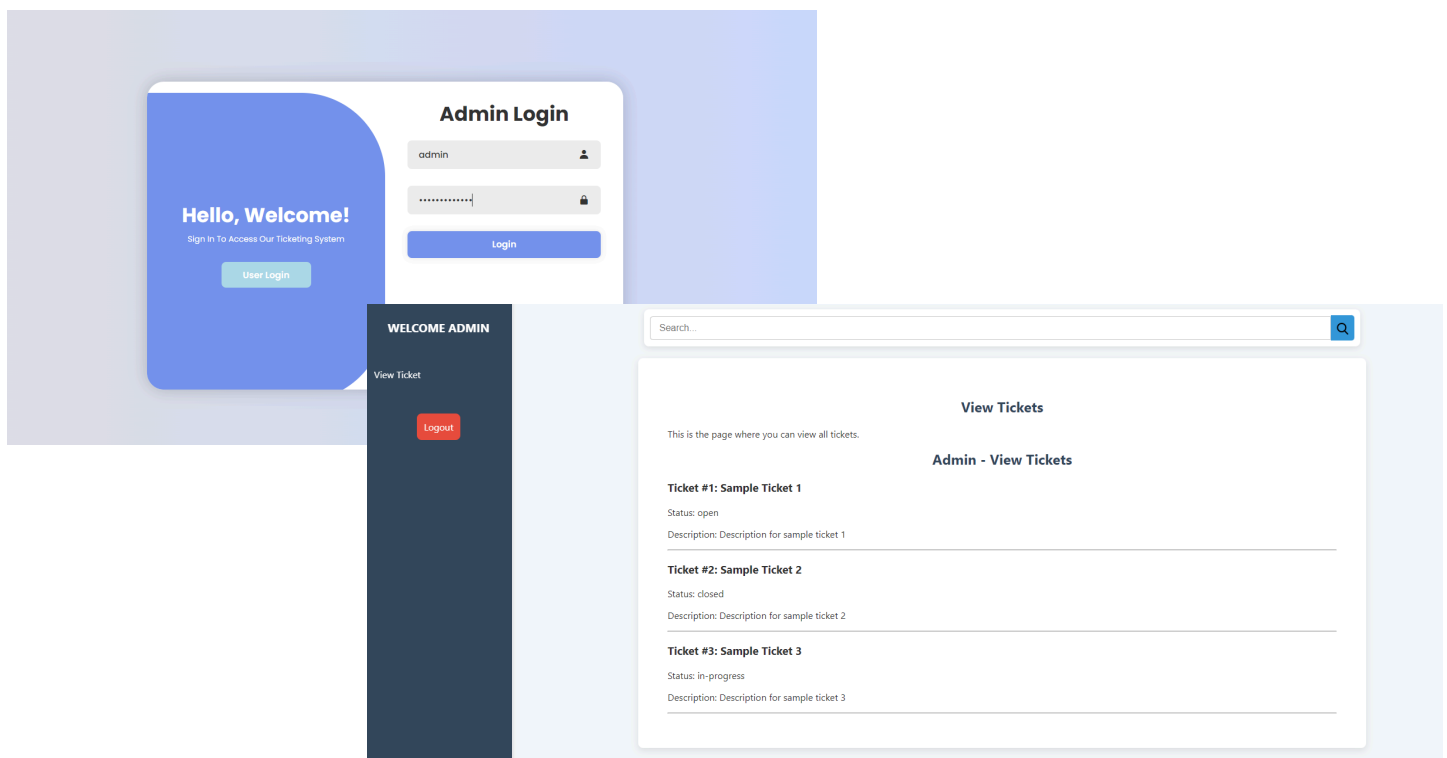 Admin Login
admin
•••••••••••••
Login
Hello, Welcome!
Sign In To Access Our Ticketing System
User Login
WELCOME ADMIN
View Ticket
Logout
Search...
View Tickets
This is the page where you can view all tickets.
Admin - View Tickets
Ticket #1: Sample Ticket 1
Status: open
Description: Description for sample ticket 1
Ticket #2: Sample Ticket 2
Status: closed
Description: Description for sample ticket 2
Ticket #3: Sample Ticket 3
Status: in-progress
Description: Description for sample ticket 3